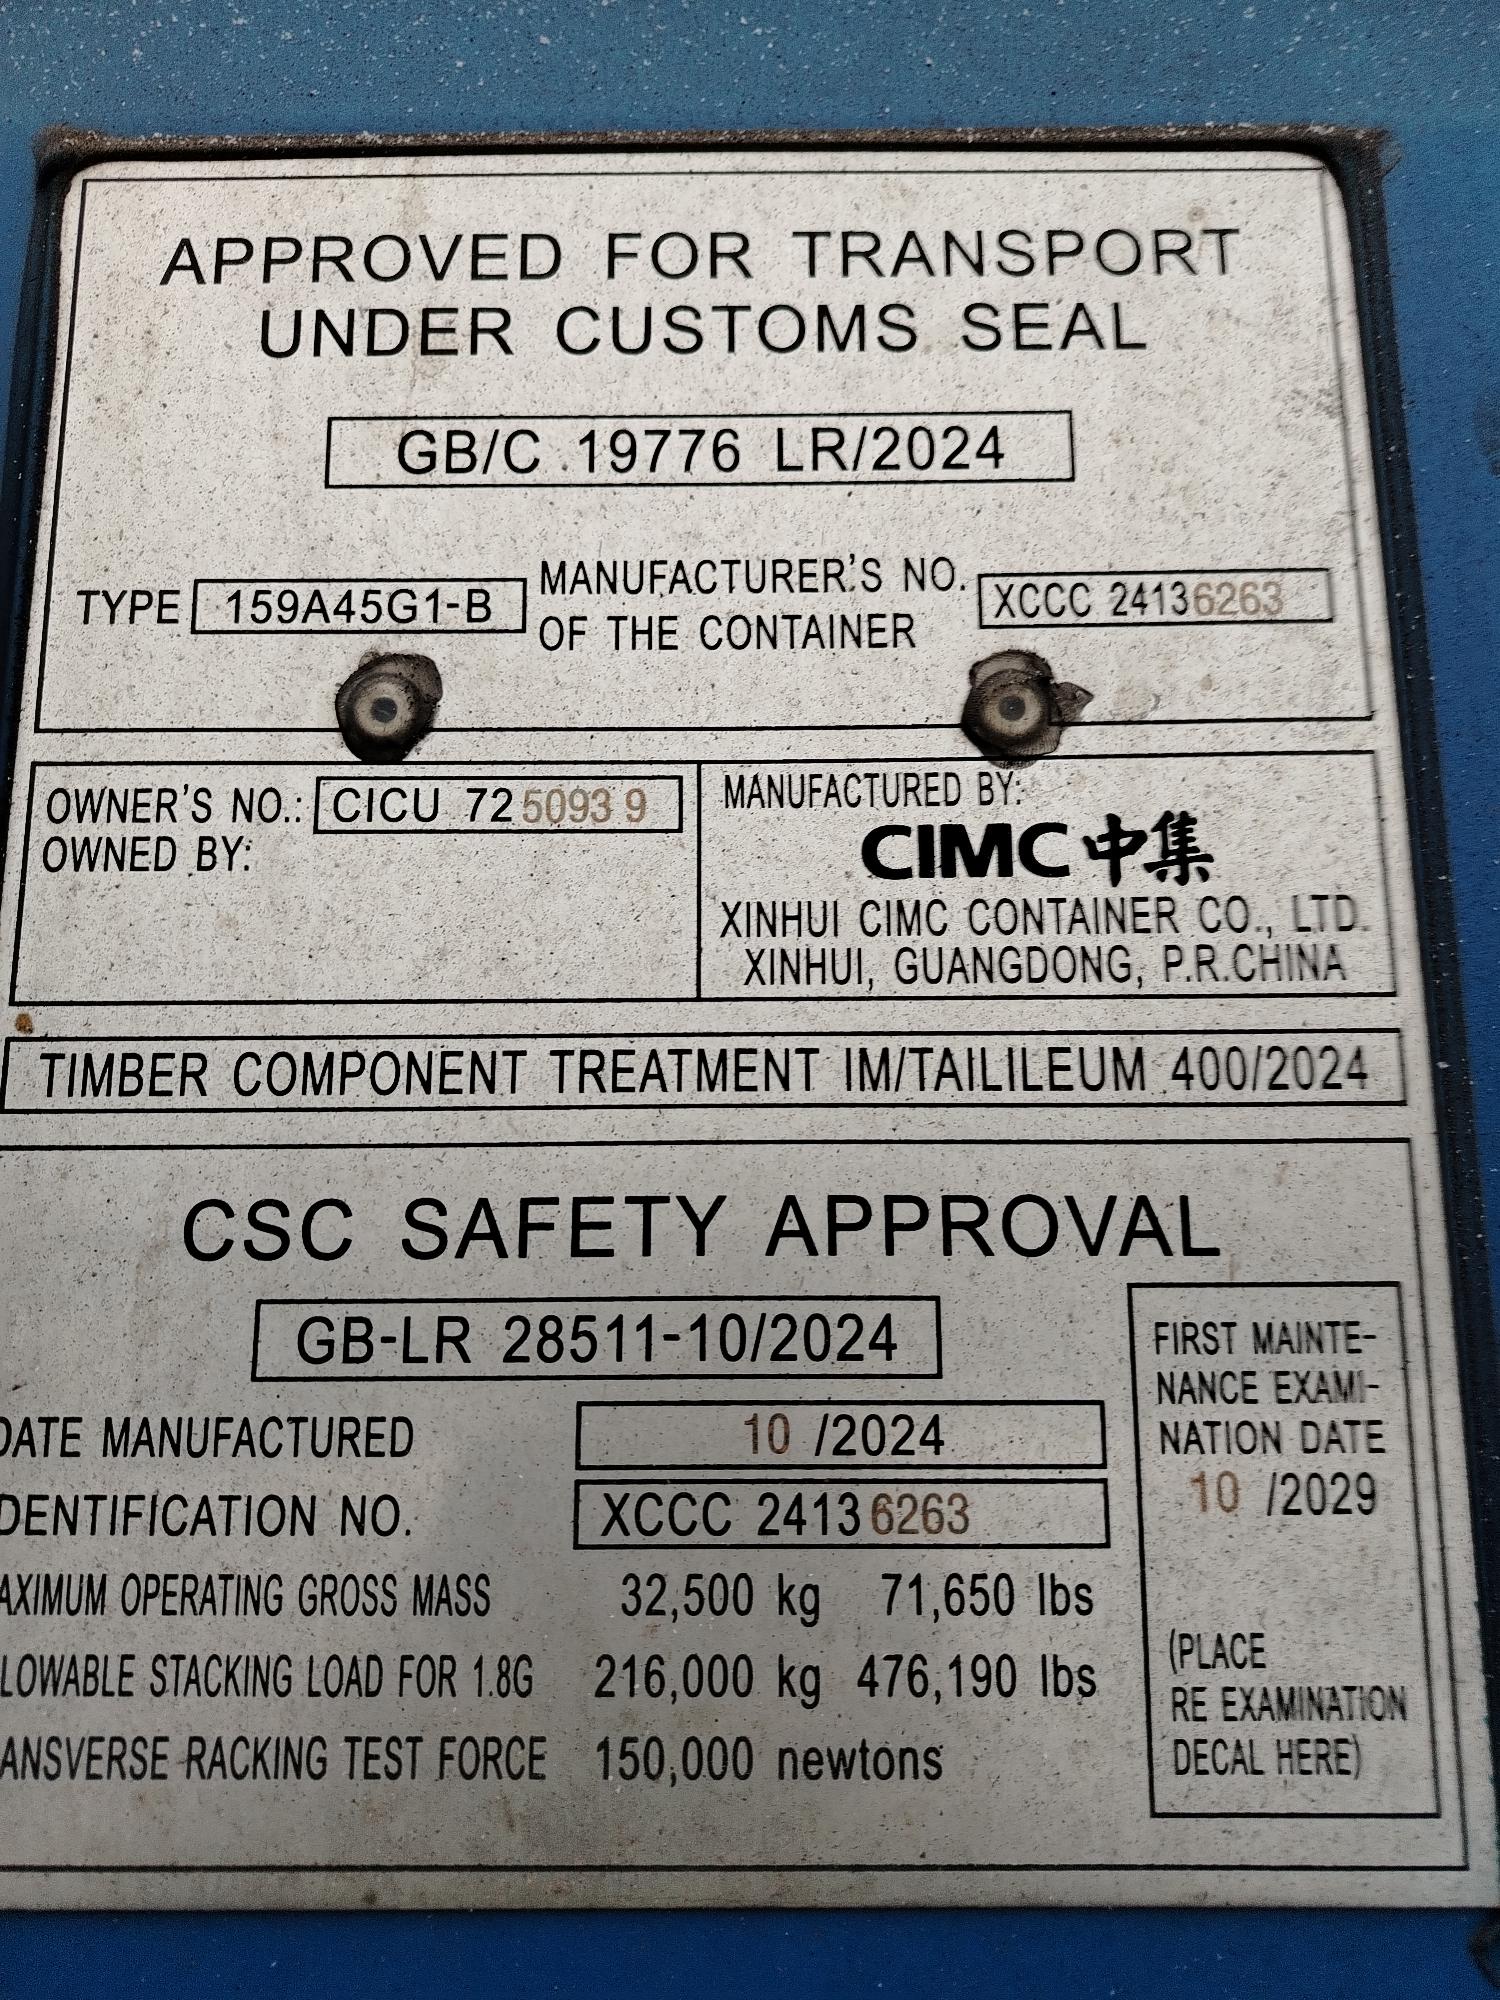 APPROVED FOR TRANSPORT
UNDER CUSTOMS SEAL
GB/C 19776 LR/2024
TYPE 159A45G1-B MANUFACTURER'S NO. OF THE CONTAINER XCCC 24136263
OWNER'S NO.: CICU 725093 9
OWNED BY:
MANUFACTURED BY:
CIMC 中集
XINHUI CIMC CONTAINER CO., LTD.
XINHUI, GUANGDONG, P.R.CHINA
TIMBER COMPONENT TREATMENT IM/TAILILEUM 400/2024
CSC SAFETY APPROVAL
GB-LR 28511-10/2024
DATE MANUFACTURED 10 /2024
DENTIFICATION NO. XCCC 24136263
AXIMUM OPERATING GROSS MASS 32,500 kg 71,650 lbs
LOWABLE STACKING LOAD FOR 1.8G 216,000 kg 476,190 lbs
ANSVERSE RACKING TEST FORCE 150,000 newtons
FIRST MAINTE-
NANCE EXAMI-
NATION DATE
10 /2029
(PLACE
RE EXAMINATION
DECAL HERE)